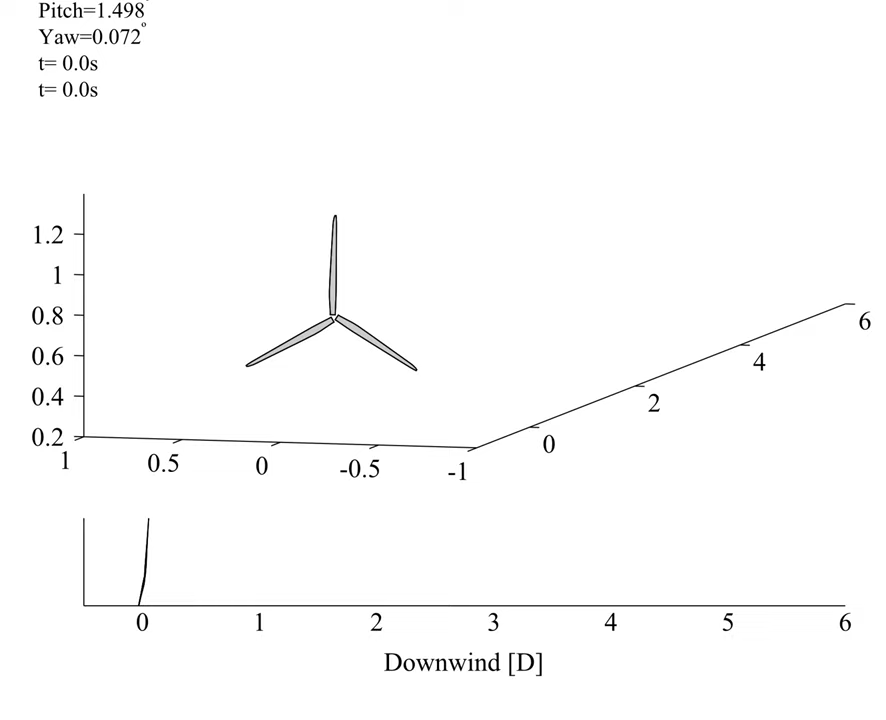 Pitch=1.498°
Yaw=0.072°
t= 0.0s
t= 0.0s
1.2
1
0.8
0.6
0.4
0.2
1 0.5 0 -0.5 -1
0 2 4 6
0 1 2 3 4 5 6
Downwind [D]